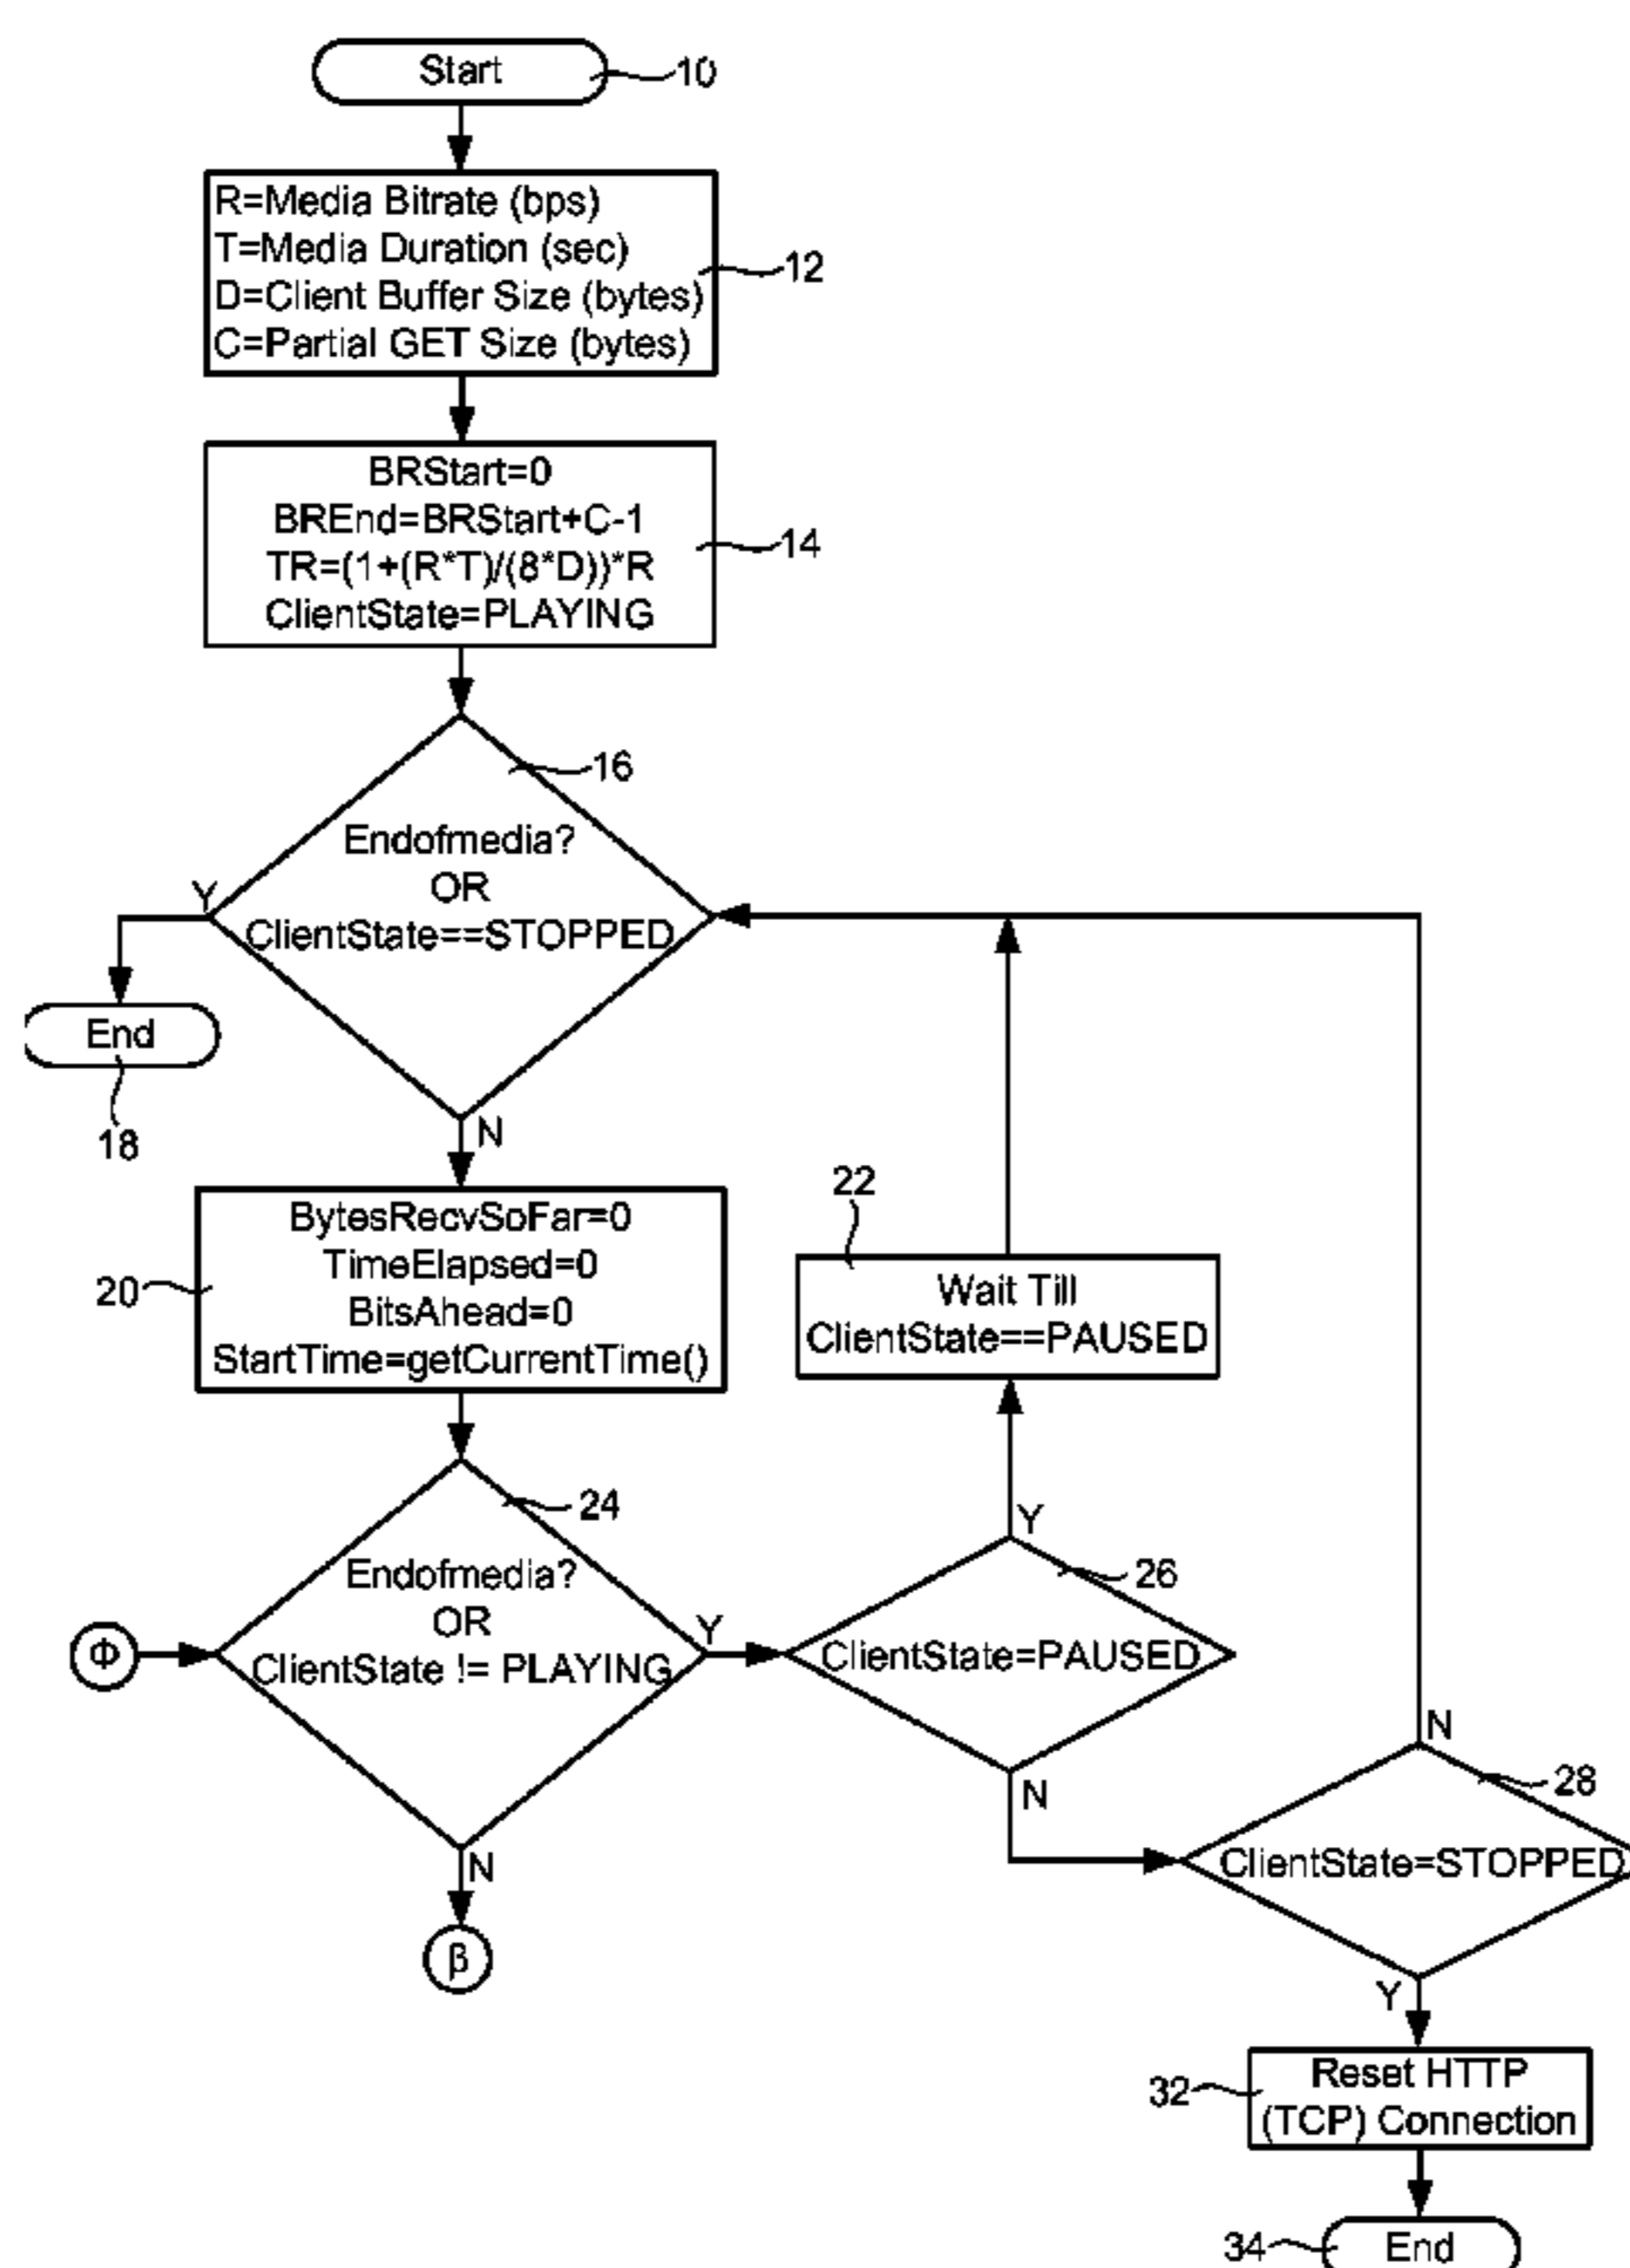 Start
10
R=Media Bitrate (bps)
T=Media Duration (sec)
D=Client Buffer Size (bytes)
C=Partial GET Size (bytes)
12
BRStart=0
BREnd=BRStart+C-1
TR=(1+(R*T)/(8*D))*R
ClientState=PLAYING
14
16
Endofmedia?
OR
ClientState==STOPPED
Y
End
18
N
BytesRecvSoFar=0
TimeElapsed=0
BitsAhead=0
StartTime=getCurrentTime()
20
22
Wait Till
ClientState==PAUSED
24
Endofmedia?
OR
ClientState != PLAYING
Φ
Y
N
β
Y
26
ClientState=PAUSED
N
N
28
ClientState=STOPPED
Y
Reset HTTP
(TCP) Connection
32
End
34